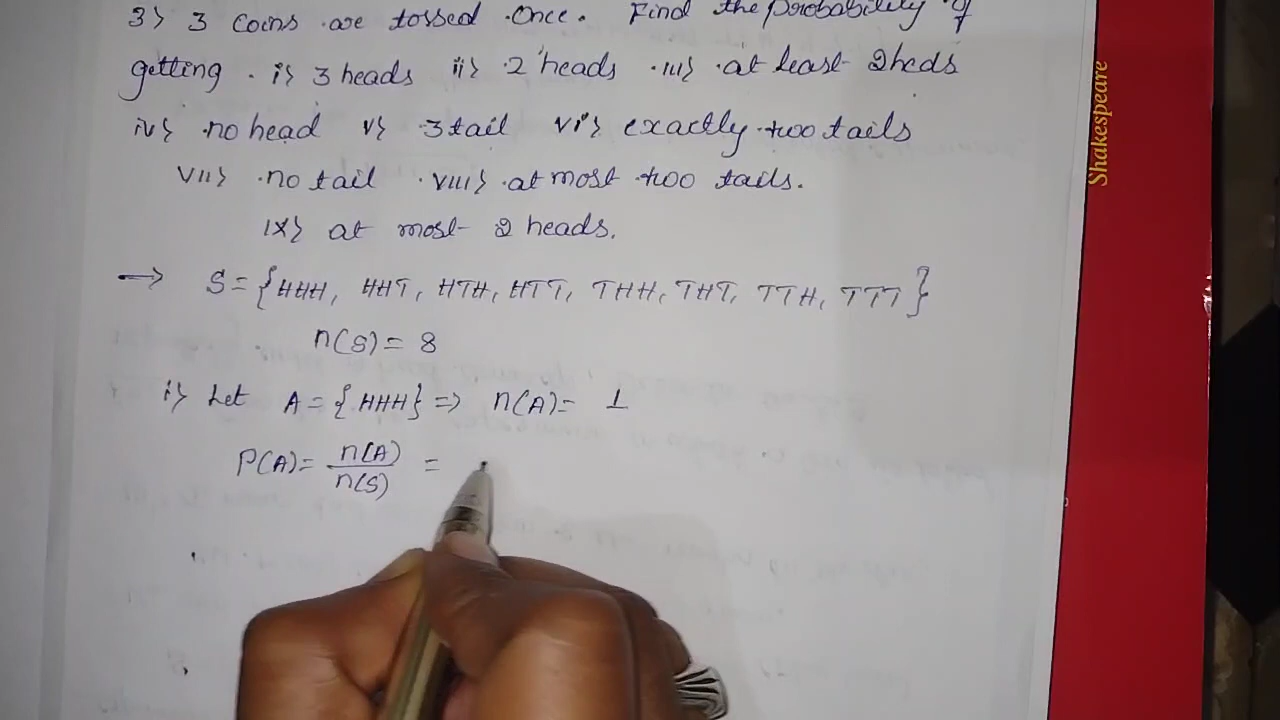 3} 3 coins are tossed once. Find the probability of
getting. i} 3 heads ii} 2 heads iii} at least 2 heds
iv} no head v} 3 tail vi} exactly two tails
vii} no tail viii} at most two tails.
ix} at most 2 heads.
→ S = {HHH, HHT, HTH, HTT, THH, THT, TTH, TTT}
n(S) = 8
i} Let A = {HHH} => n(A) = 1
P(A) = n(A)/n(S) =
Shakespeare